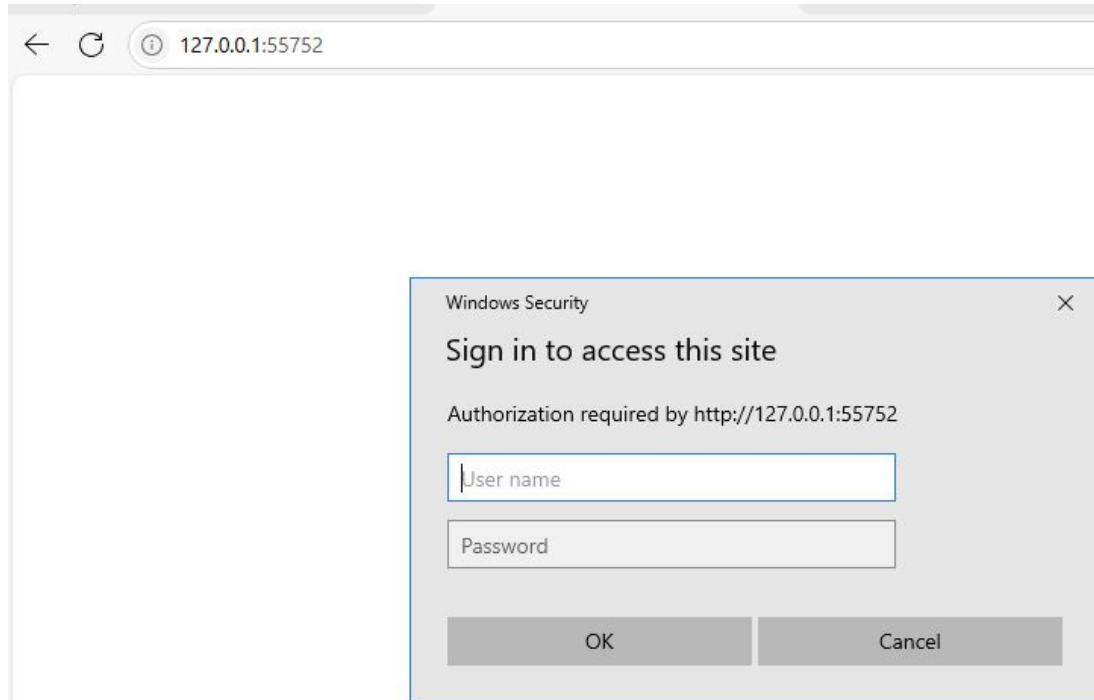 127.0.0.1:55752
Windows Security
Sign in to access this site
Authorization required by http://127.0.0.1:55752
User name
Password
OK
Cancel